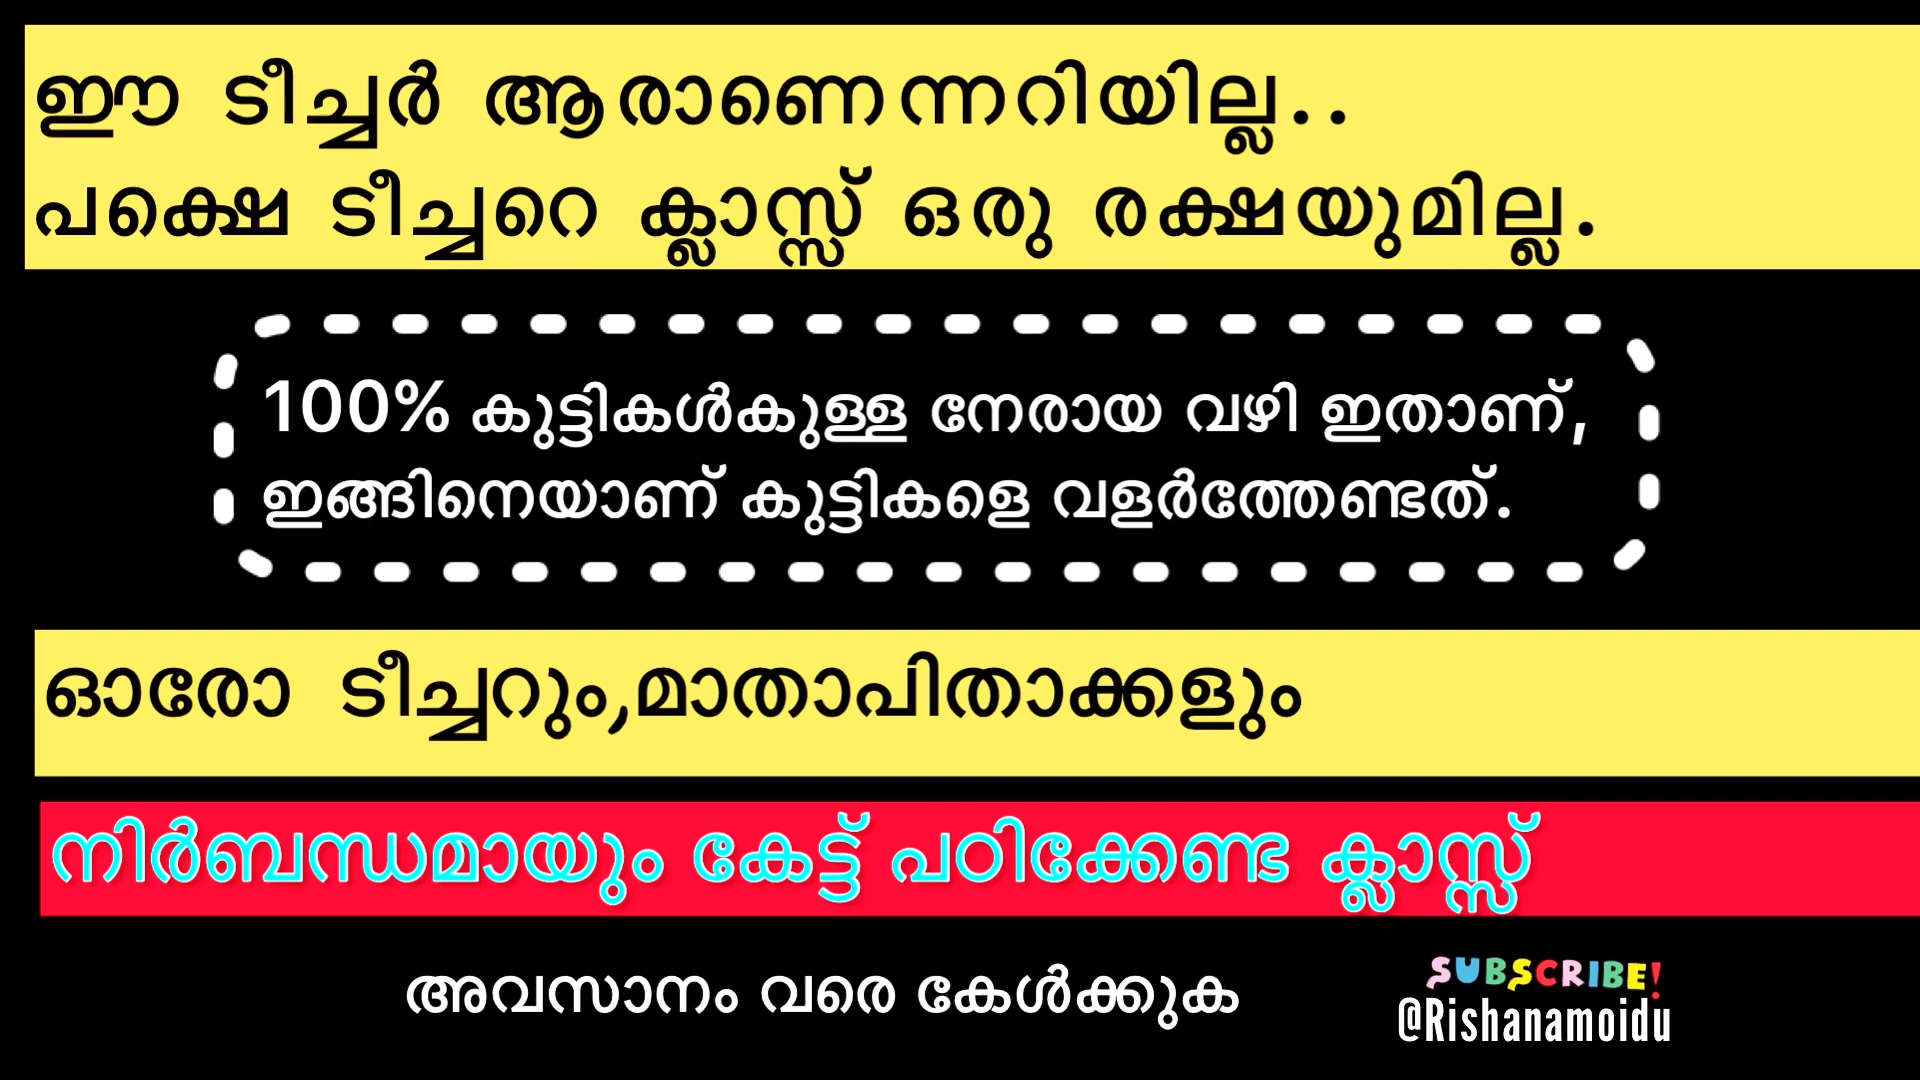 ഈ ടീച്ചർ ആരാണെന്നറിയില്ല..
പക്ഷെ ടീച്ചറെ ക്ലാസ്സ് ഒരു രക്ഷയുമില്ല.
100% കുട്ടികൾകുള്ള നേരായ വഴി ഇതാണ്,
ഇങ്ങിനെയാണ് കുട്ടികളെ വളർത്തേണ്ടത്.
ഓരോ ടീച്ചറും,മാതാപിതാക്കളും
നിർബന്ധമായും കേട്ട് പഠിക്കേണ്ട ക്ലാസ്സ്
അവസാനം വരെ കേൾക്കുക
SUBSCRIBE!
@Rishanamoidu